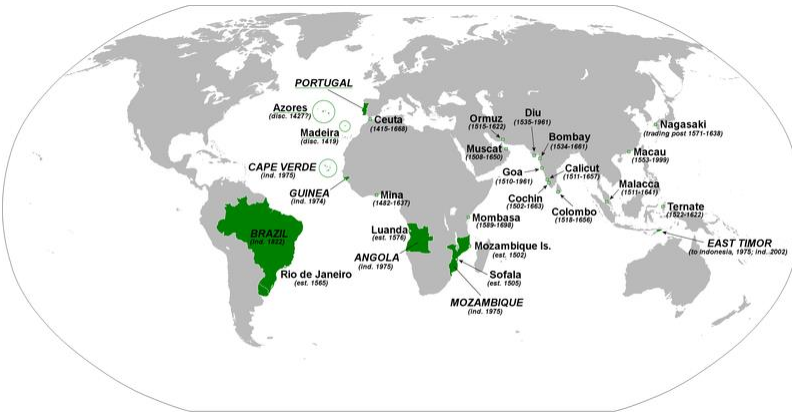 PORTUGAL
Azores
(disc. 1427?)
Madeira
(disc. 1419)
Ceuta
(1415-1668)
CAPE VERDE
(ind. 1975)
GUINEA
(ind. 1974)
Mina
(1482-1637)
BRAZIL
(ind. 1822)
Rio de Janeiro
(est. 1565)
Luanda
(est. 1576)
ANGOLA
(ind. 1975)
Mombasa
(1589-1698)
Mozambique Is.
(est. 1502)
Sofala
(est. 1505)
MOZAMBIQUE
(ind. 1975)
Ormuz
(1515-1622)
Muscat
(1508-1650)
Diu
(1535-1961)
Bombay
(1534-1661)
Goa
(1510-1961)
Calicut
(1511-1657)
Cochin
(1502-1663)
Colombo
(1518-1656)
Nagasaki
(trading post 1571-1638)
Macau
(1553-1999)
Malacca
(1511-1641)
Ternate
(1522-1622)
EAST TIMOR
(to Indonesia, 1975; ind. 2002)